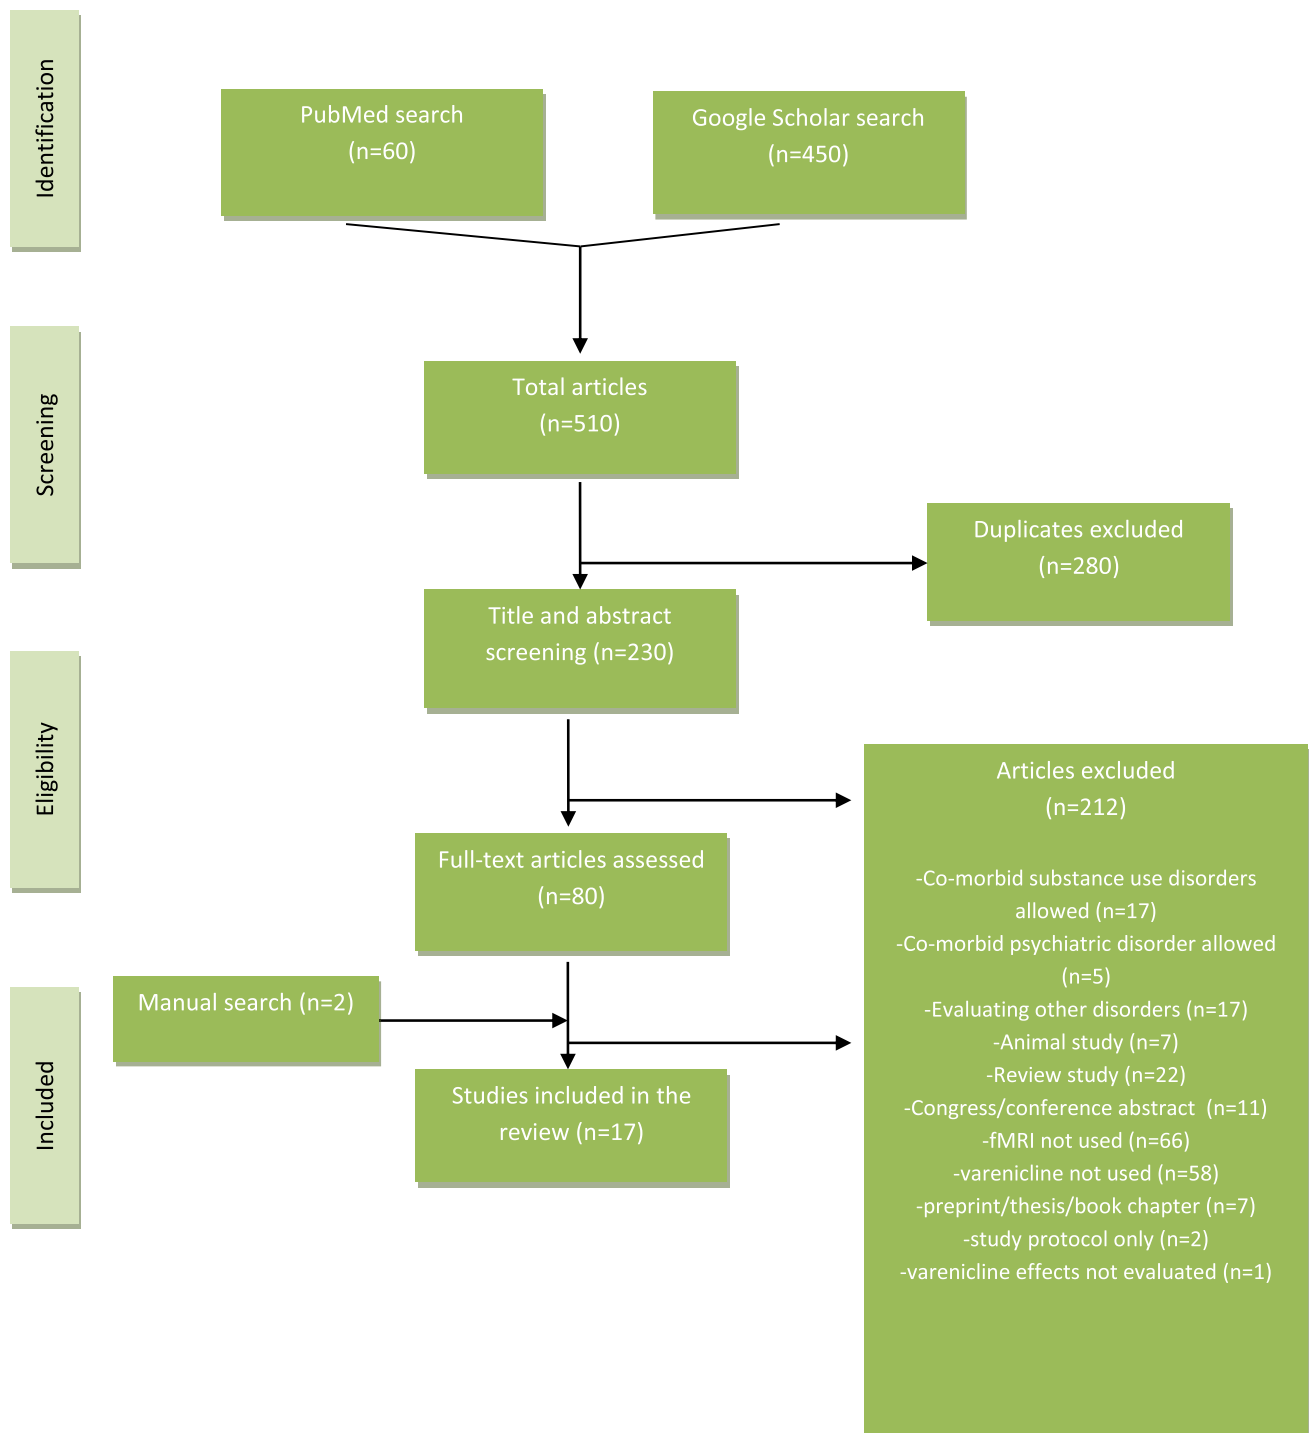 Identification
PubMed search
(n=60)
Google Scholar search
(n=450)
Screening
Total articles
(n=510)
Duplicates excluded
(n=280)
Title and abstract
screening (n=230)
Eligibility
Full-text articles assessed
(n=80)
Articles excluded
(n=212)
-Co-morbid substance use disorders
allowed (n=17)
-Co-morbid psychiatric disorder allowed
(n=5)
-Evaluating other disorders (n=17)
-Animal study (n=7)
-Review study (n=22)
-Congress/conference abstract  (n=11)
-fMRI not used (n=66)
-varenicline not used (n=58)
-preprint/thesis/book chapter (n=7)
-study protocol only (n=2)
-varenicline effects not evaluated (n=1)
Included
Manual search (n=2)
Studies included in the
review (n=17)